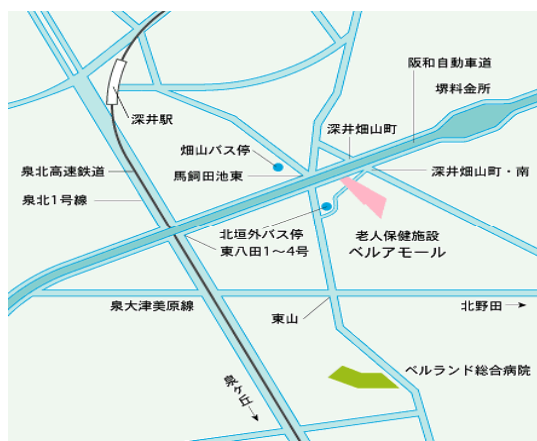 阪和自動車道
堺料金所
深井駅
深井畑山町
畑山バス停
泉北高速鉄道
馬飼田池東
深井畑山町・南
泉北1号線
北垣外バス停
東八田1～4号
老人保健施設
ベルアモール
泉大津美原線
東山
北野田
ベルランド総合病院
泉ヶ丘